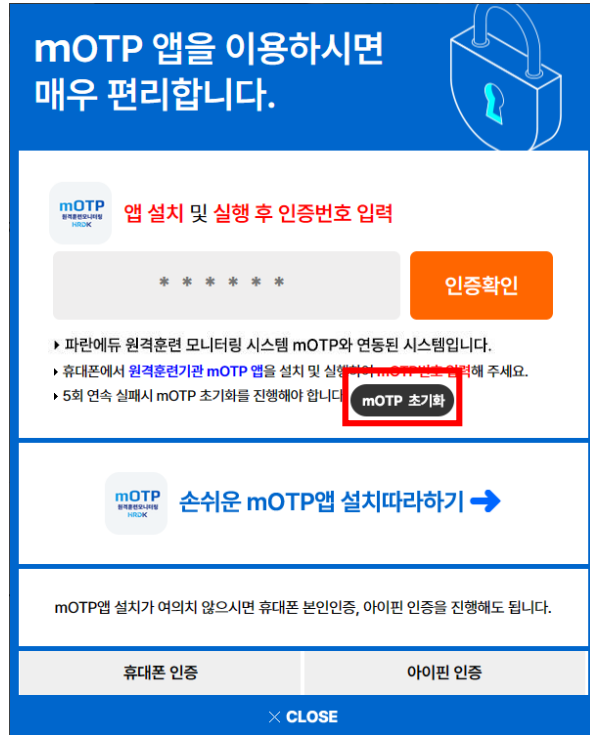 mOTP 앱을 이용하시면
매우 편리합니다.
mOTP
원격훈련모니터링
HRDK
앱 설치 및 실행 후 인증번호 입력
* * * * * *
인증확인
파란에듀 원격훈련 모니터링 시스템 mOTP와 연동된 시스템입니다.
휴대폰에서 원격훈련기관 mOTP 앱을 설치 및 실행하여 mOTP번호 입력해 주세요.
5회 연속 실패시 mOTP 초기화를 진행해야 합니다
mOTP 초기화
mOTP
원격훈련모니터링
HRDK
손쉬운 mOTP앱 설치따라하기
mOTP앱 설치가 여의치 않으시면 휴대폰 본인인증, 아이핀 인증을 진행해도 됩니다.
휴대폰 인증
아이핀 인증
× CLOSE